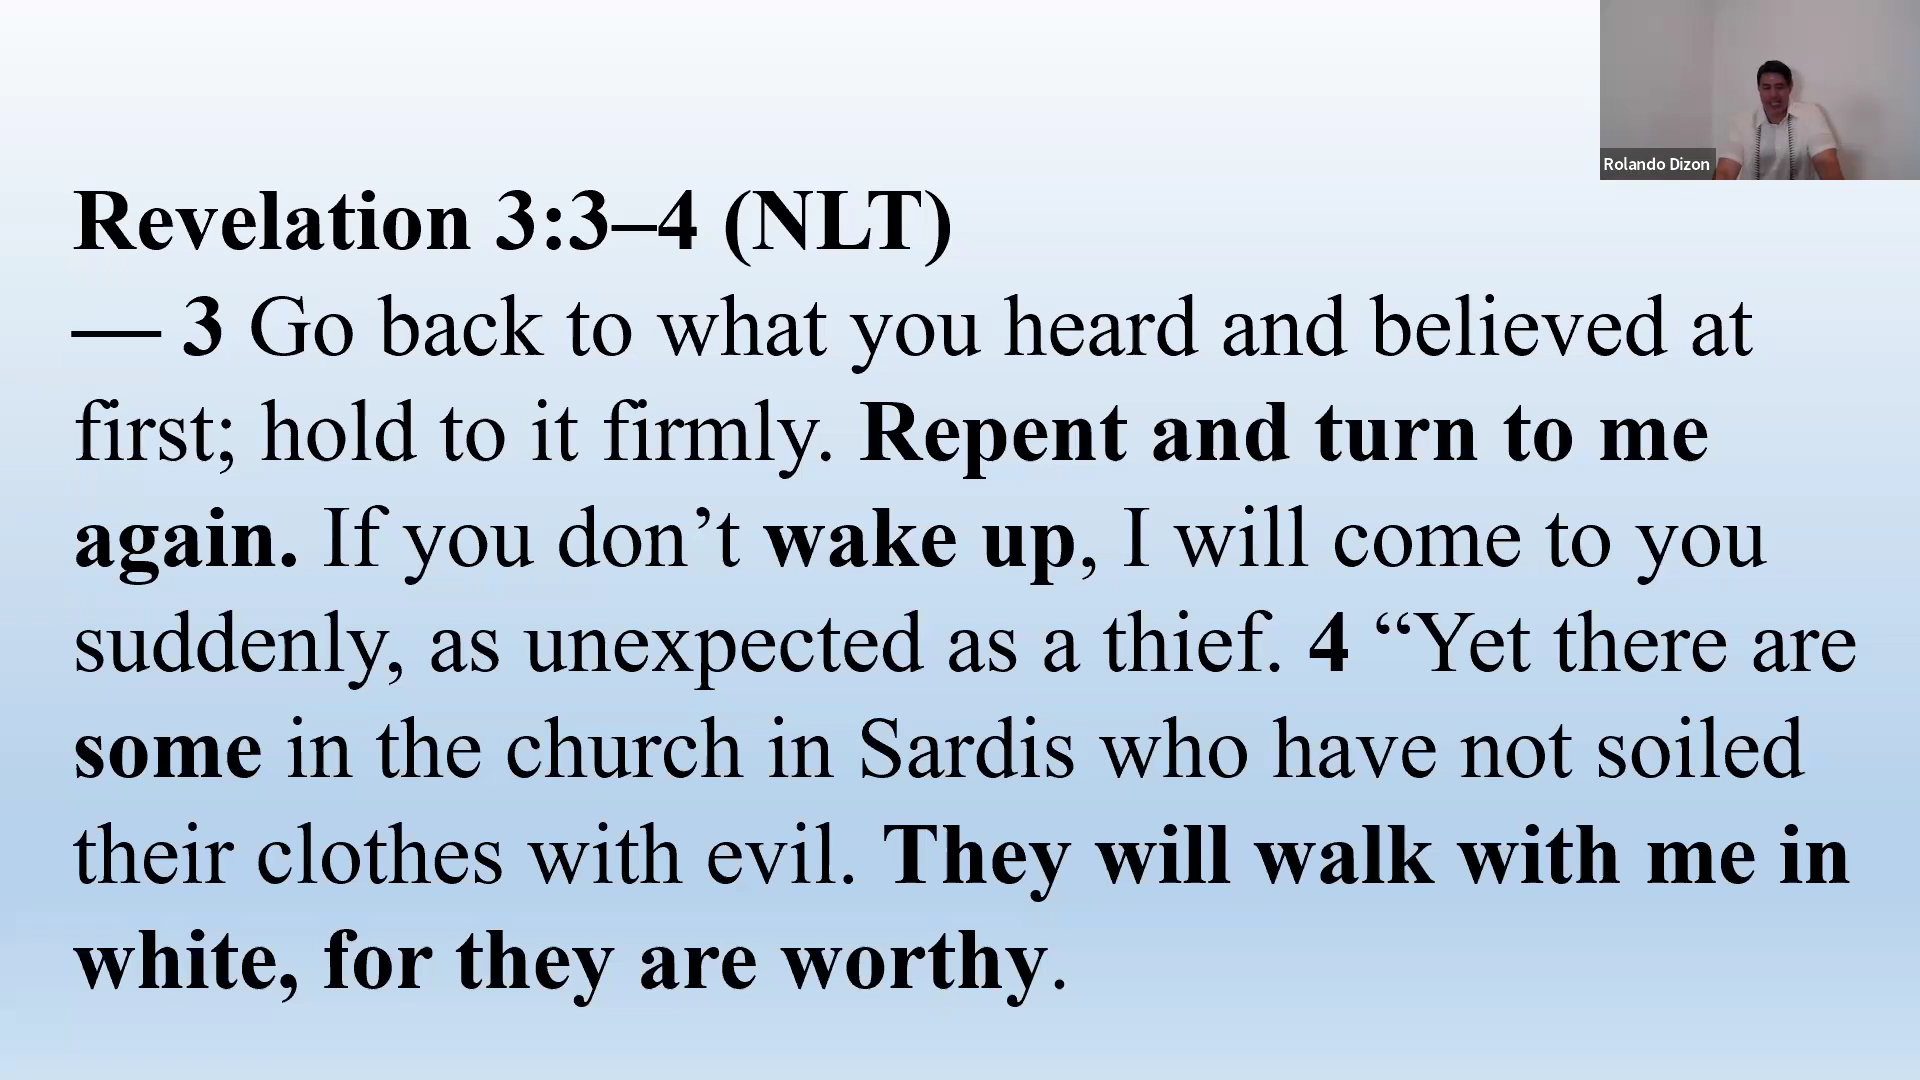 Rolando Dizon
Revelation 3:3–4 (NLT)
— 3 Go back to what you heard and believed at
first; hold to it firmly. Repent and turn to me
again. If you don’t wake up, I will come to you
suddenly, as unexpected as a thief. 4 “Yet there are
some in the church in Sardis who have not soiled
their clothes with evil. They will walk with me in
white, for they are worthy.